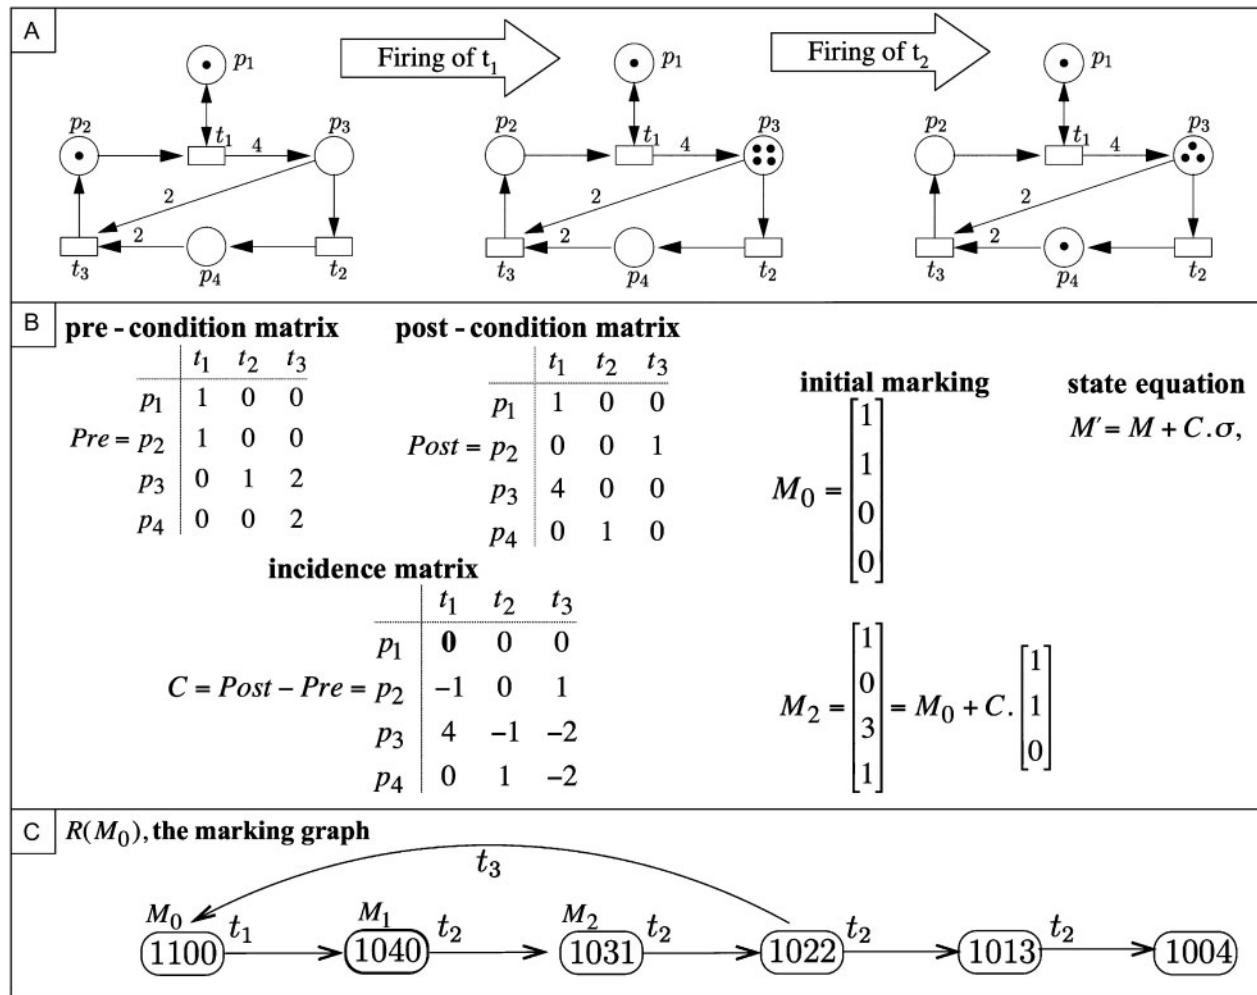 A
Firing of t1
Firing of t2
p1 p1 p1
p2 t1 4 p3 p2 t1 4 p3 p2 t1 4 p3
2 2 2
2 2 2
t3 p4 t2 t3 p4 t2 t3 p4 t2
B
pre - condition matrix
t1 t2 t3
p1 1 0 0
Pre = p2 1 0 0
p3 0 1 2
p4 0 0 2
post - condition matrix
t1 t2 t3
p1 1 0 0
Post = p2 0 0 1
p3 4 0 0
p4 0 1 0
initial marking
M0 = [1 1 0 0]
state equation
M' = M + C.σ,
incidence matrix
t1 t2 t3
p1 0 0 0
C = Post − Pre = p2 −1 0 1
p3 4 −1 −2
p4 0 1 −2
M2 = [1 0 3 1] = M0 + C. [1 1 0]
C R(M0), the marking graph
t3
M0 t1 M1 t2 M2 t2 t2 t2
1100 1040 1031 1022 1013 1004